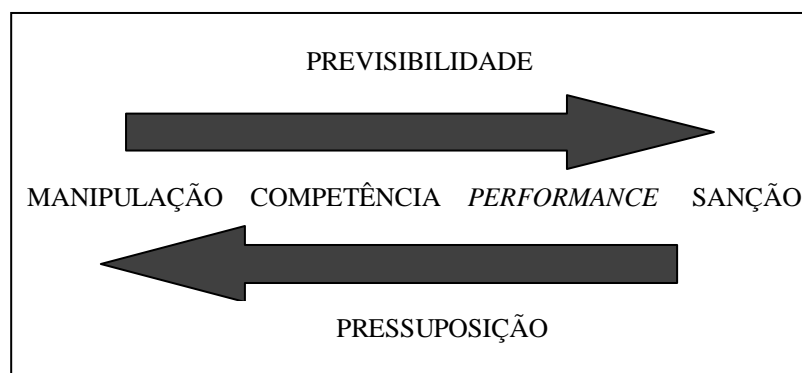 PREVISIBILIDADE
MANIPULAÇÃO COMPETÊNCIA PERFORMANCE SANÇÃO
PRESSUPOSIÇÃO